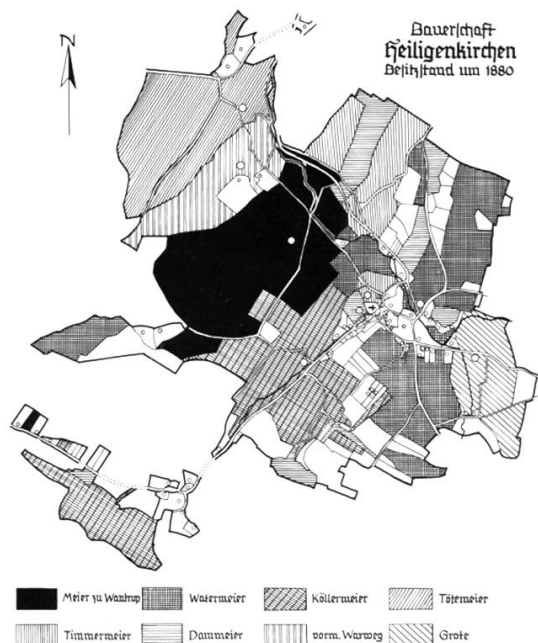 N
Bauerschaft
Heiligenkirchen
Besitzstand um 1880
Meier zu Wantrup
Watermeier
Köllermeier
Tötemeier
Timmermeier
Dammeier
vorm. Warweg
Grote